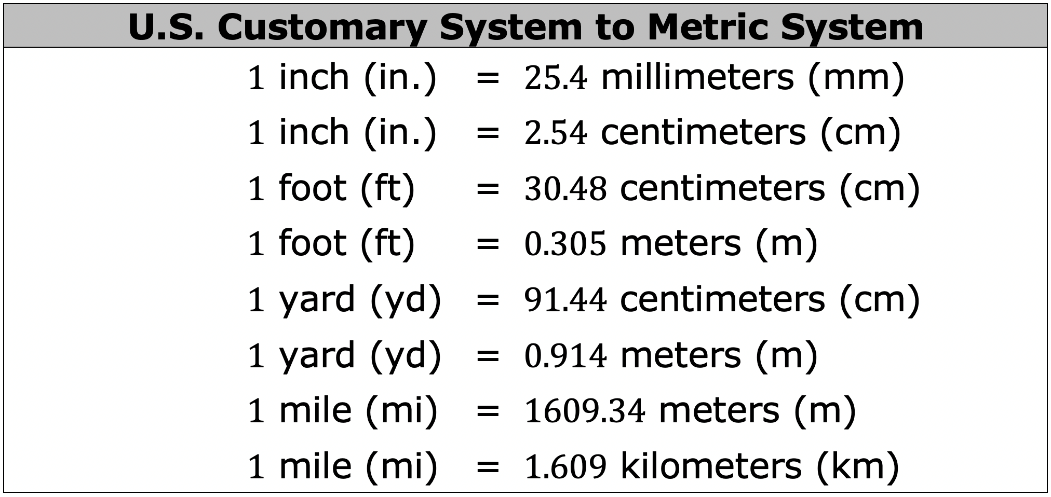 U.S. Customary System to Metric System
1 inch (in.) = 25.4 millimeters (mm)
1 inch (in.) = 2.54 centimeters (cm)
1 foot (ft) = 30.48 centimeters (cm)
1 foot (ft) = 0.305 meters (m)
1 yard (yd) = 91.44 centimeters (cm)
1 yard (yd) = 0.914 meters (m)
1 mile (mi) = 1609.34 meters (m)
1 mile (mi) = 1.609 kilometers (km)